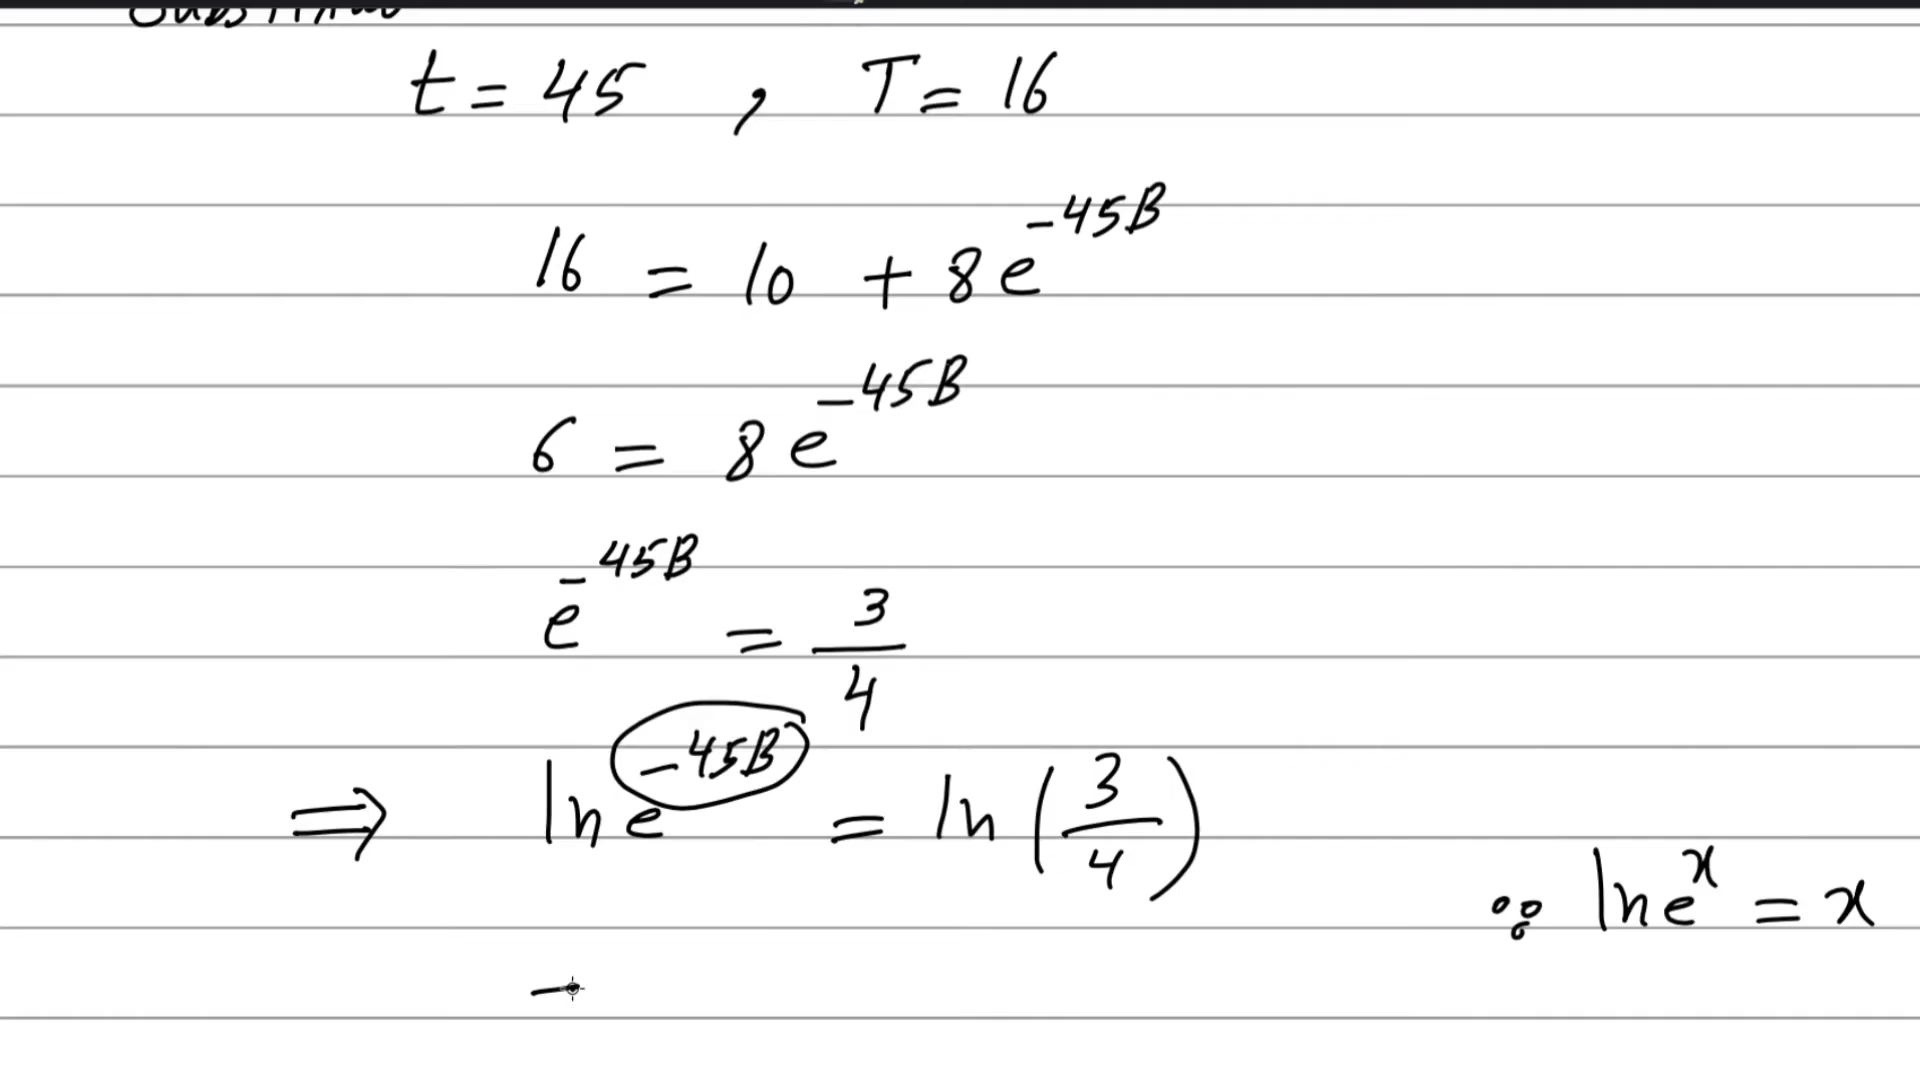 t = 45 , T = 16
16 = 10 + 8e^{-45B}
6 = 8e^{-45B}
e^{-45B} = 3/4
⇒ ln e^{-45B} = ln(3/4)
∵ ln e^x = x
−